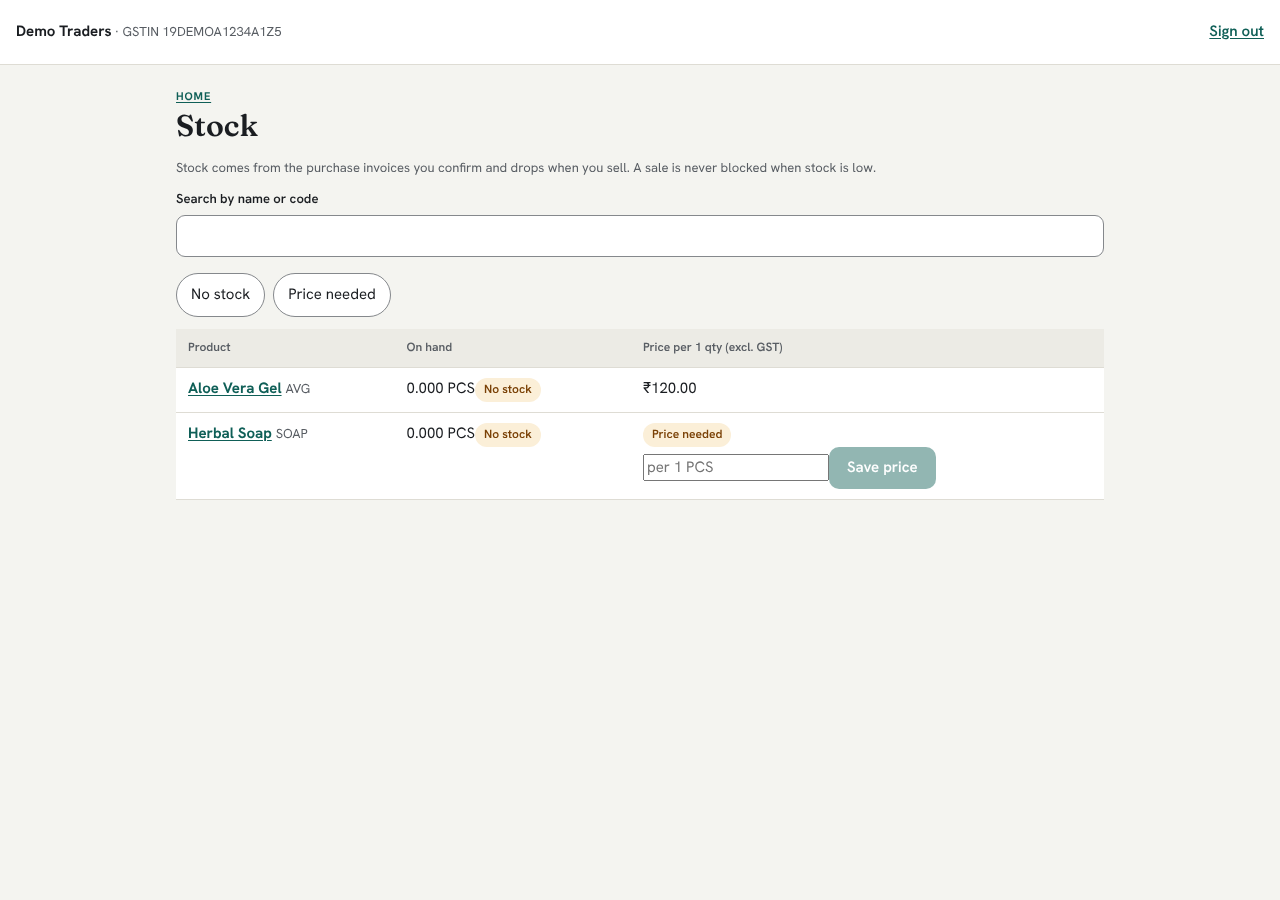 Demo Traders · GSTIN 19DEMOA1234A1Z5 Sign out
HOME
Stock
Stock comes from the purchase invoices you confirm and drops when you sell. A sale is never blocked when stock is low.
Search by name or code
No stock Price needed
Product On hand Price per 1 qty (excl. GST)
Aloe Vera Gel AVG 0.000 PCS No stock ₹120.00
Herbal Soap SOAP 0.000 PCS No stock Price needed
per 1 PCS Save price